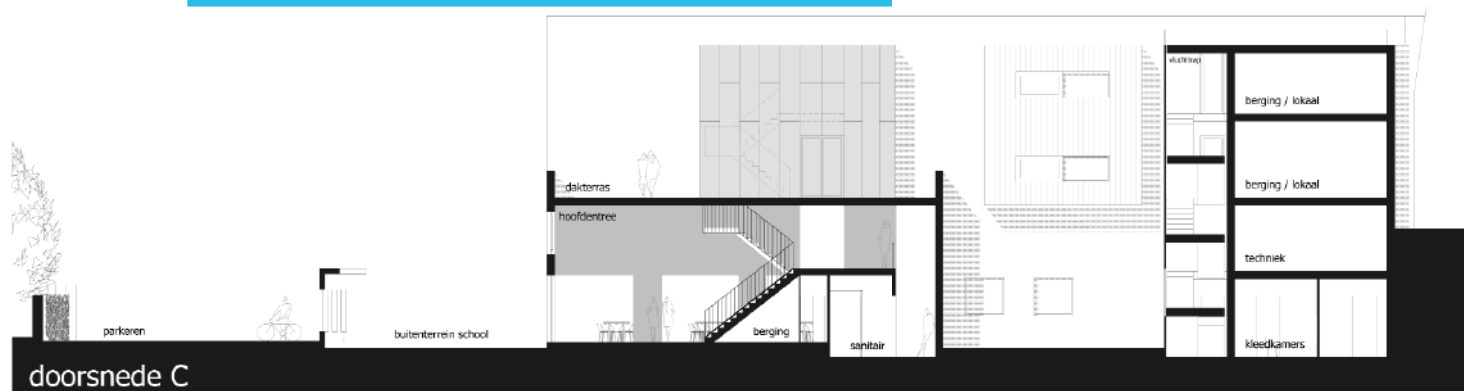 vluchttrap
berging / lokaal
dakterras
berging / lokaal
hoofdentree
techniek
parkeren
buitenterrein school
berging
sanitair
kleedkamers
doorsnede C